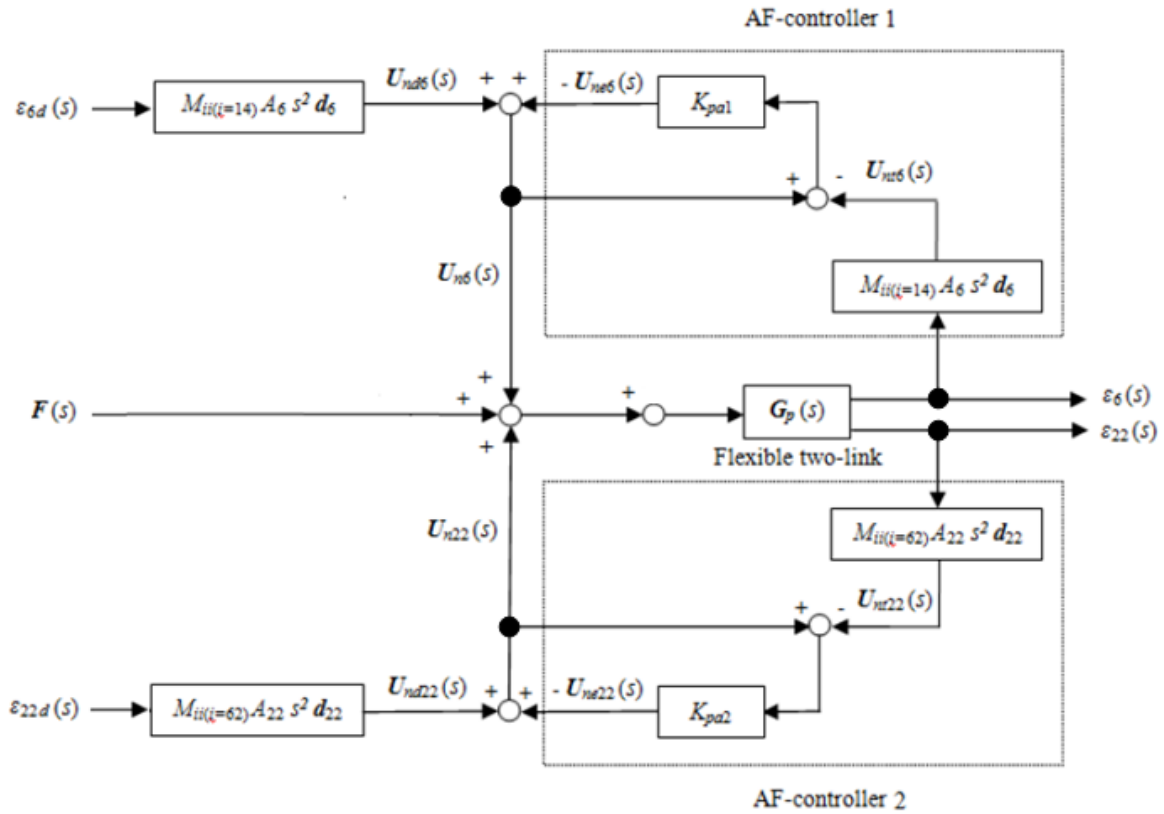 AF-controller 1
ε6d (s)
Mii(i=14) A6 s² d6
Und6(s)
+
+
- Une6(s)
Kpa1
+
-
Unt6(s)
Un6(s)
Mii(i=14) A6 s² d6
+
F(s)
+
+
+
Gp (s)
ε6(s)
ε22(s)
Flexible two-link
Un22(s)
Mii(i=62) A22 s² d22
+
-
Unt22(s)
ε22d (s)
Mii(i=62) A22 s² d22
Und22(s)
+
+
- Une22(s)
Kpa2
AF-controller 2